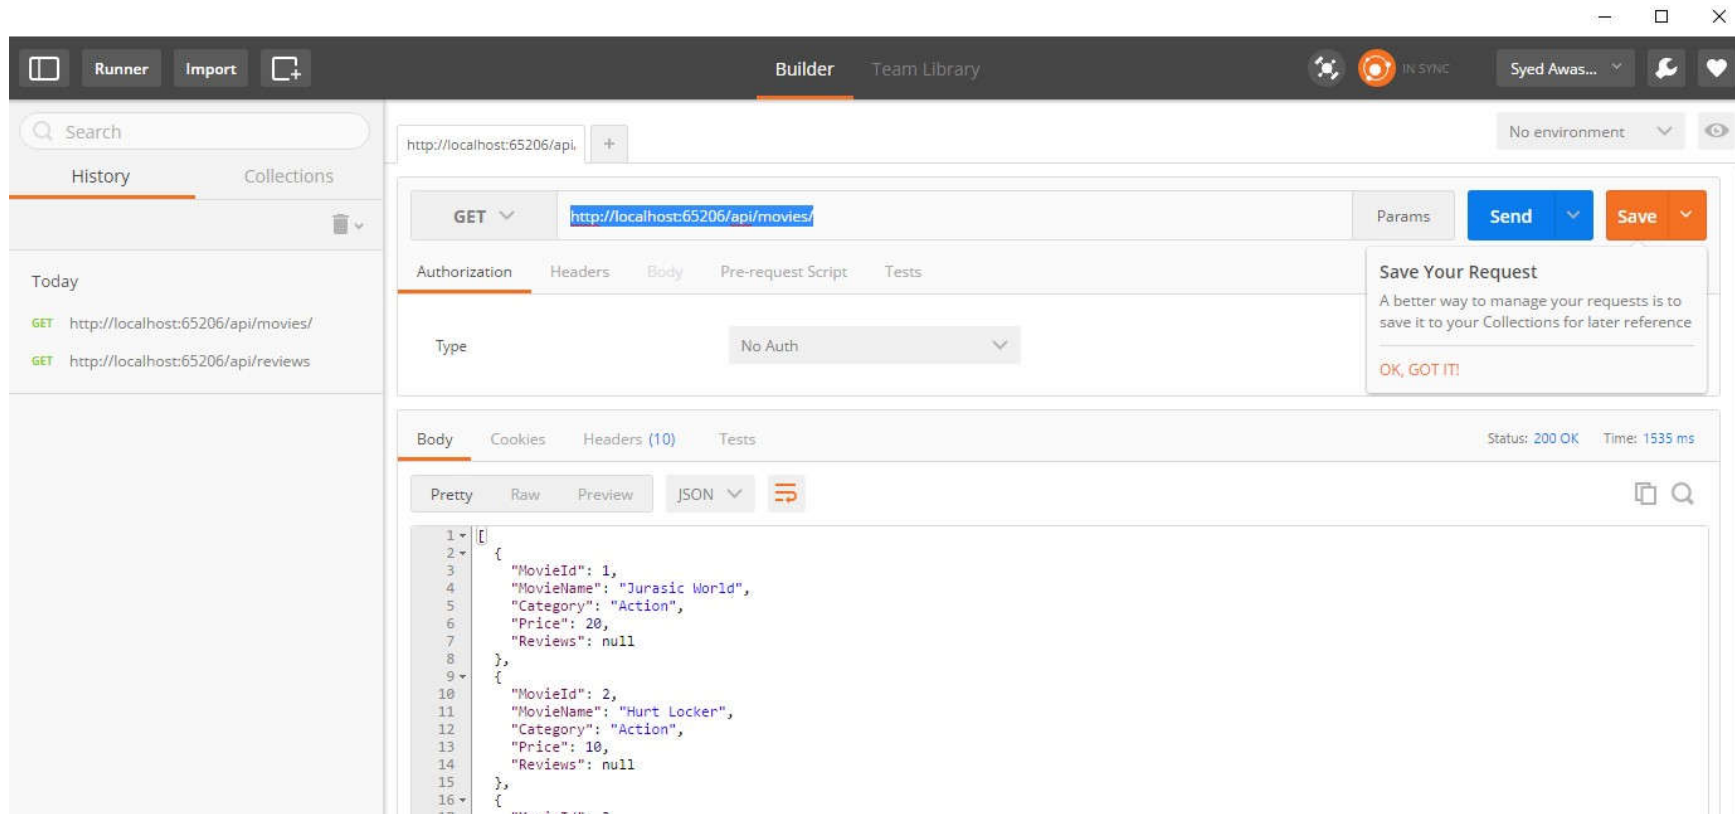 Runner Import Builder Team Library IN SYNC Syed Awas...
Search
http://localhost:65206/api. + No environment
History Collections
GET http://localhost:65206/api/movies/ Params Send Save
Authorization Headers Body Pre-request Script Tests
Save Your Request
A better way to manage your requests is to
save it to your Collections for later reference
OK, GOT IT!
Today
GET http://localhost:65206/api/movies/
GET http://localhost:65206/api/reviews
Type No Auth
Body Cookies Headers (10) Tests Status: 200 OK Time: 1535 ms
Pretty Raw Preview JSON
1 [
2 {
3 "MovieId": 1,
4 "MovieName": "Jurasic World",
5 "Category": "Action",
6 "Price": 20,
7 "Reviews": null
8 },
9 {
10 "MovieId": 2,
11 "MovieName": "Hurt Locker",
12 "Category": "Action",
13 "Price": 10,
14 "Reviews": null
15 },
16 {